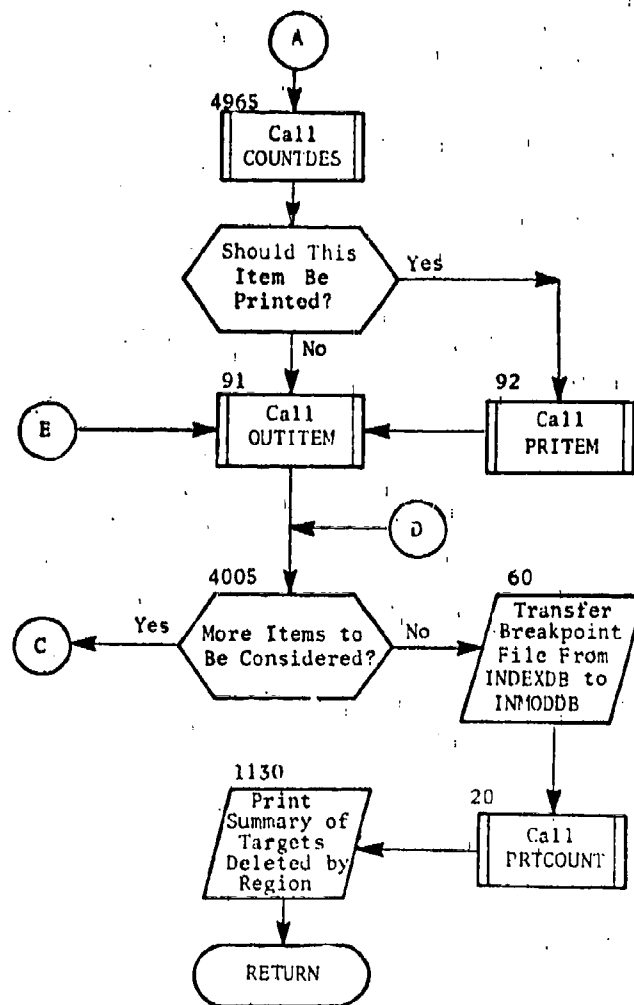 A
4965
Call
COUNTDES
Should This
Item Be
Printed?
Yes
No
91
Call
OUTITEM
92
Call
PRITEM
E
D
4005
More Items to
Be Considered?
Yes
No
C
60
Transfer
Breakpoint
File From
INDEXDB to
INMODDB
20
Call
PRTCOUNT
1130
Print
Summary of
Targets
Deleted by
Region
RETURN